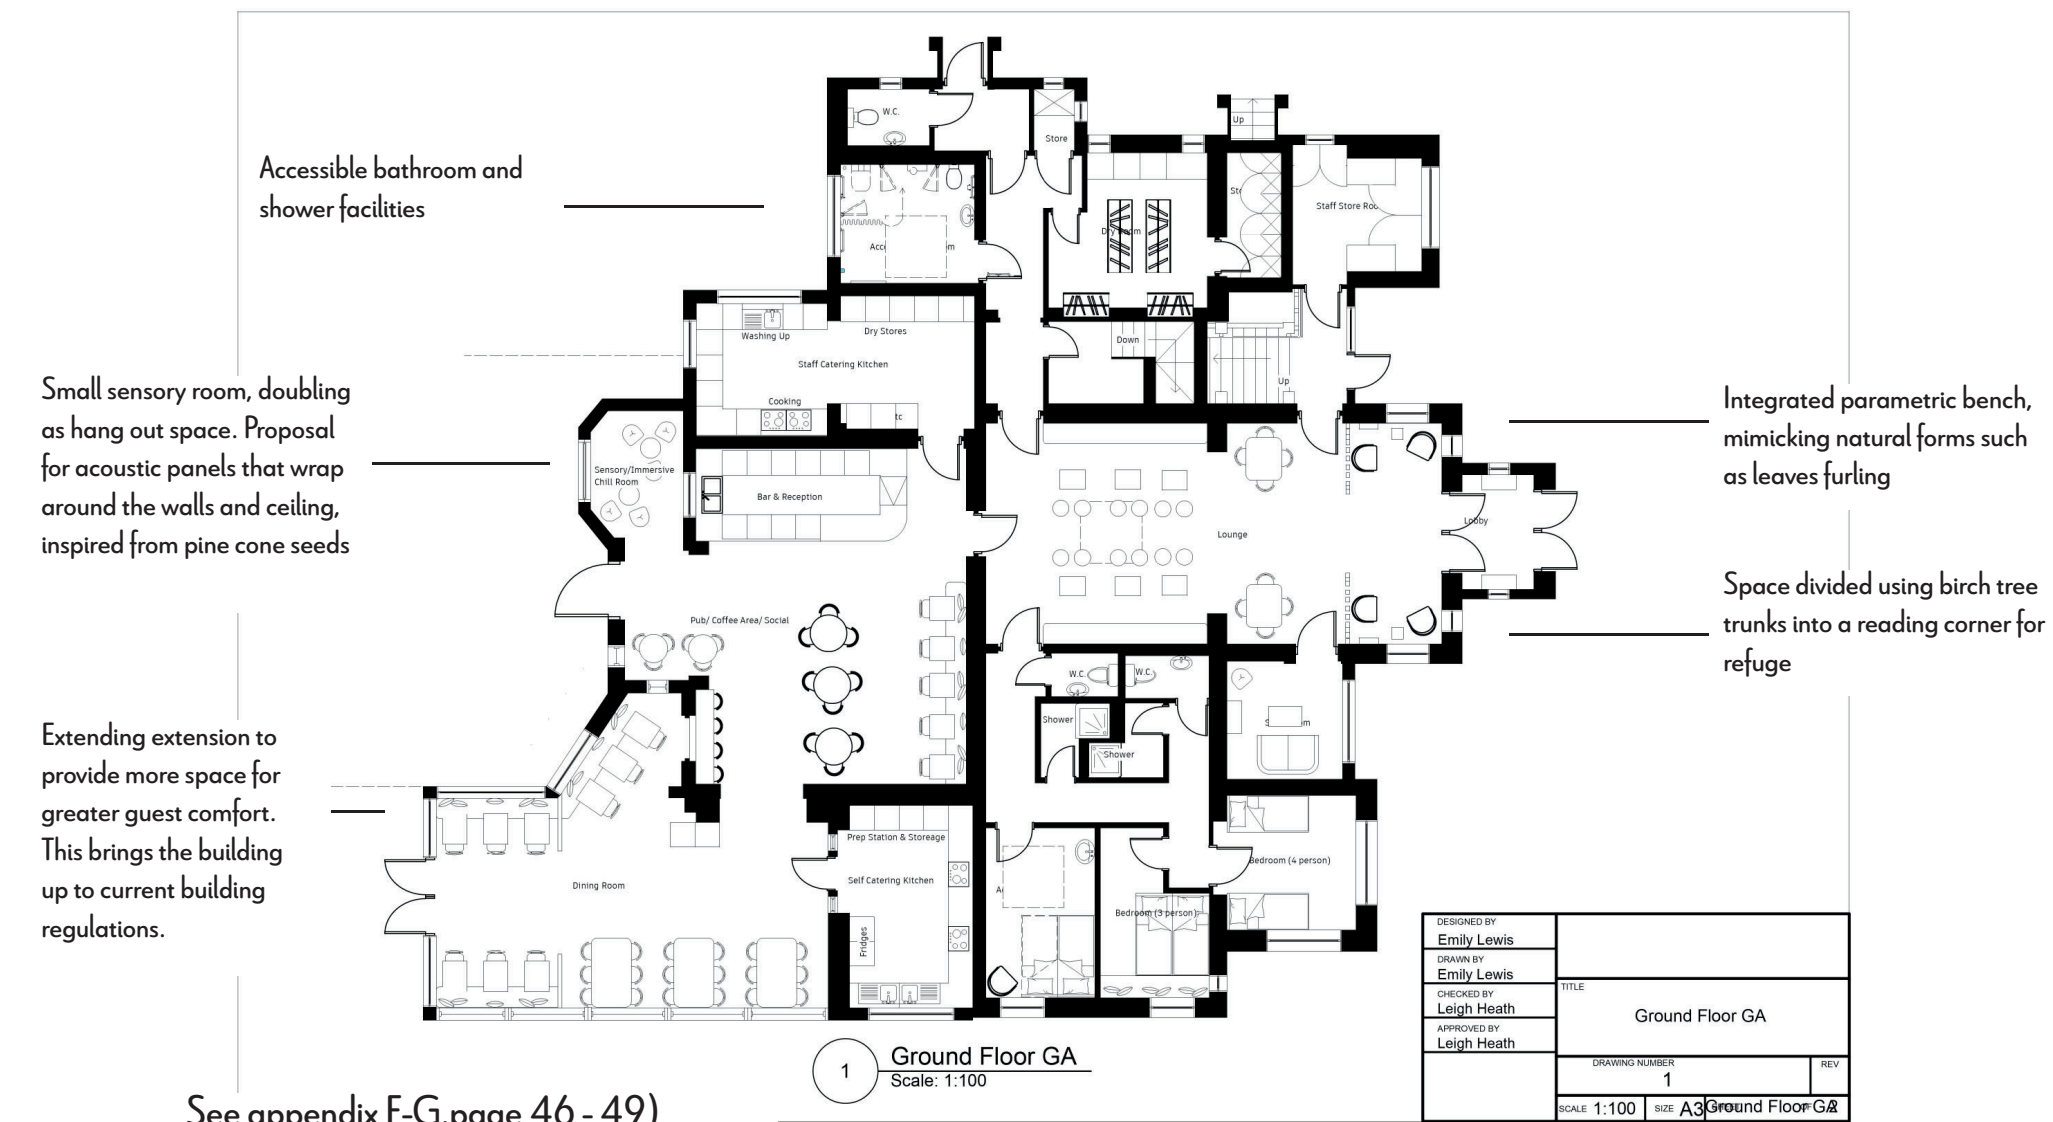 Accessible bathroom and
shower facilities
Small sensory room, doubling
as hang out space. Proposal
for acoustic panels that wrap
around the walls and ceiling,
inspired from pine cone seeds
Extending extension to
provide more space for
greater guest comfort.
This brings the building
up to current building
regulations.
Integrated parametric bench,
mimicking natural forms such
as leaves furling
Space divided using birch tree
trunks into a reading corner for
refuge
W.C.
Store
Up
Staff Store
Down
Up
Washing Up
Dry Stores
Staff Catering Kitchen
Cooking
Sensory/Immersive
Chill Room
Bar & Reception
Lounge
Lobby
Pub/ Coffee Area/ Social
W.C.
W.C.
Shower
Shower
Prep Station & Storeage
Self Catering Kitchen
Fridges
Dining Room
Bedroom (3 person)
Bedroom (4 person)
1
Ground Floor GA
Scale: 1:100
See appendix F-G,page 46 - 49)
DESIGNED BY
Emily Lewis
DRAWN BY
Emily Lewis
CHECKED BY
Leigh Heath
APPROVED BY
Leigh Heath
TITLE
Ground Floor GA
DRAWING NUMBER
1
REV
SCALE 1:100
SIZE A3
Ground Floor GA